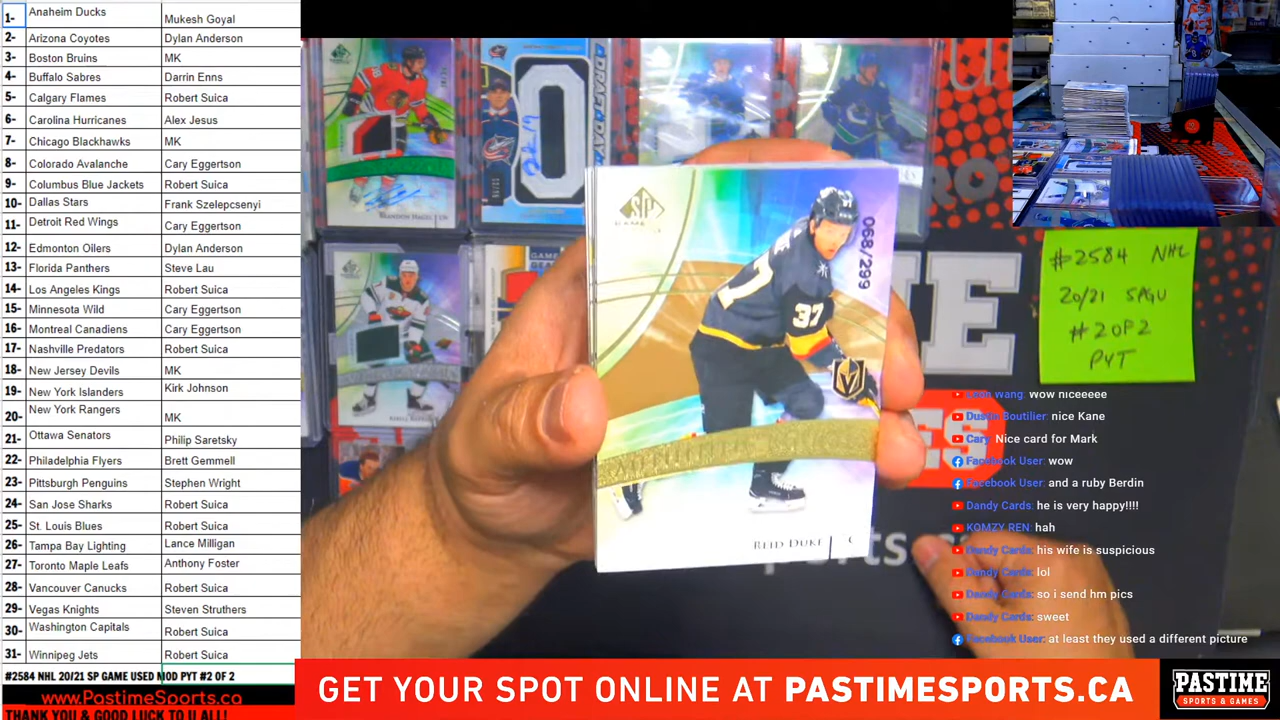 1- Anaheim Ducks Mukesh Goyal
2- Arizona Coyotes Dylan Anderson
3- Boston Bruins MK
4- Buffalo Sabres Darrin Enns
5- Calgary Flames Robert Suica
6- Carolina Hurricanes Alex Jesus
7- Chicago Blackhawks MK
8- Colorado Avalanche Cary Eggertson
9- Columbus Blue Jackets Robert Suica
10- Dallas Stars Frank Szelepcsenyi
11- Detroit Red Wings Cary Eggertson
12- Edmonton Oilers Dylan Anderson
13- Florida Panthers Steve Lau
14- Los Angeles Kings Robert Suica
15- Minnesota Wild Cary Eggertson
16- Montreal Canadiens Cary Eggertson
17- Nashville Predators Robert Suica
18- New Jersey Devils MK
19- New York Islanders Kirk Johnson
20- New York Rangers MK
21- Ottawa Senators Philip Saretsky
22- Philadelphia Flyers Brett Gemmell
23- Pittsburgh Penguins Stephen Wright
24- San Jose Sharks Robert Suica
25- St. Louis Blues Robert Suica
26- Tampa Bay Lighting Lance Milligan
27- Toronto Maple Leafs Anthony Foster
28- Vancouver Canucks Robert Suica
29- Vegas Knights Steven Struthers
30- Washington Capitals Robert Suica
31- Winnipeg Jets Robert Suica
#2584 NHL 20/21 SP GAME USED MOD PYT #2 OF 2
www.PastimeSports.ca
THANK YOU & GOOD LUCK TO U ALL!
BRANDON HAGEL
22-19
SP
068/299
37
37
REID DUKE C
#2584 NHL
20/21 SPGU
#2 OF 2
PYT
Wang: wow niceeeee
Dustin Boutilier: nice Kane
Cary: Nice card for Mark
Facebook User: wow
Facebook User: and a ruby Berdin
Dandy Cards: he is very happy!!!!
KOMZY REN: hah
Dandy Cards: his wife is suspicious
Dandy Cards: lol
Dandy Cards: so i send hm pics
Dandy Cards: sweet
Facebook User: at least they used a different picture
GET YOUR SPOT ONLINE AT PASTIMESPORTS.CA
PASTIME
SPORTS & GAMES